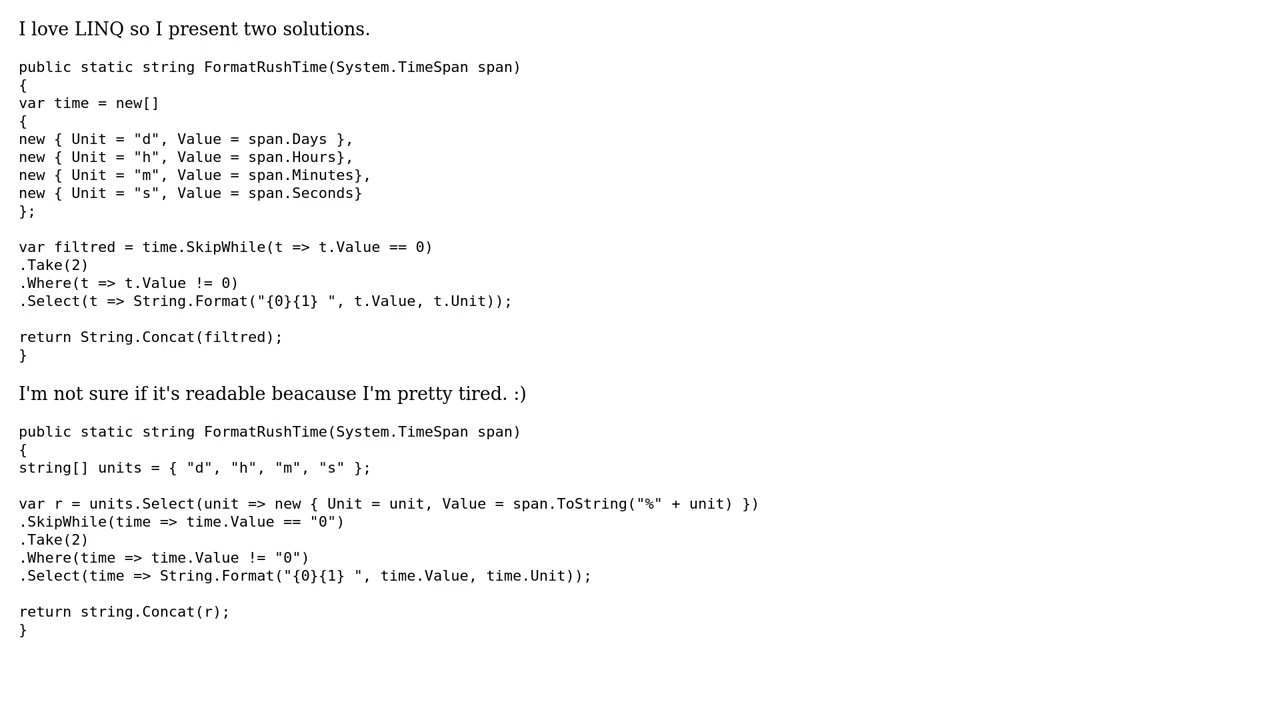 I love LINQ so I present two solutions.
public static string FormatRushTime(System.TimeSpan span)
{
var time = new[]
{
new { Unit = "d", Value = span.Days },
new { Unit = "h", Value = span.Hours},
new { Unit = "m", Value = span.Minutes},
new { Unit = "s", Value = span.Seconds}
};
var filtred = time.SkipWhile(t => t.Value == 0)
.Take(2)
.Where(t => t.Value != 0)
.Select(t => String.Format("{0}{1} ", t.Value, t.Unit));
return String.Concat(filtred);
}
I'm not sure if it's readable beacause I'm pretty tired. :)
public static string FormatRushTime(System.TimeSpan span)
{
string[] units = { "d", "h", "m", "s" };
var r = units.Select(unit => new { Unit = unit, Value = span.ToString("%" + unit) })
.SkipWhile(time => time.Value == "0")
.Take(2)
.Where(time => time.Value != "0")
.Select(time => String.Format("{0}{1} ", time.Value, time.Unit));
return string.Concat(r);
}